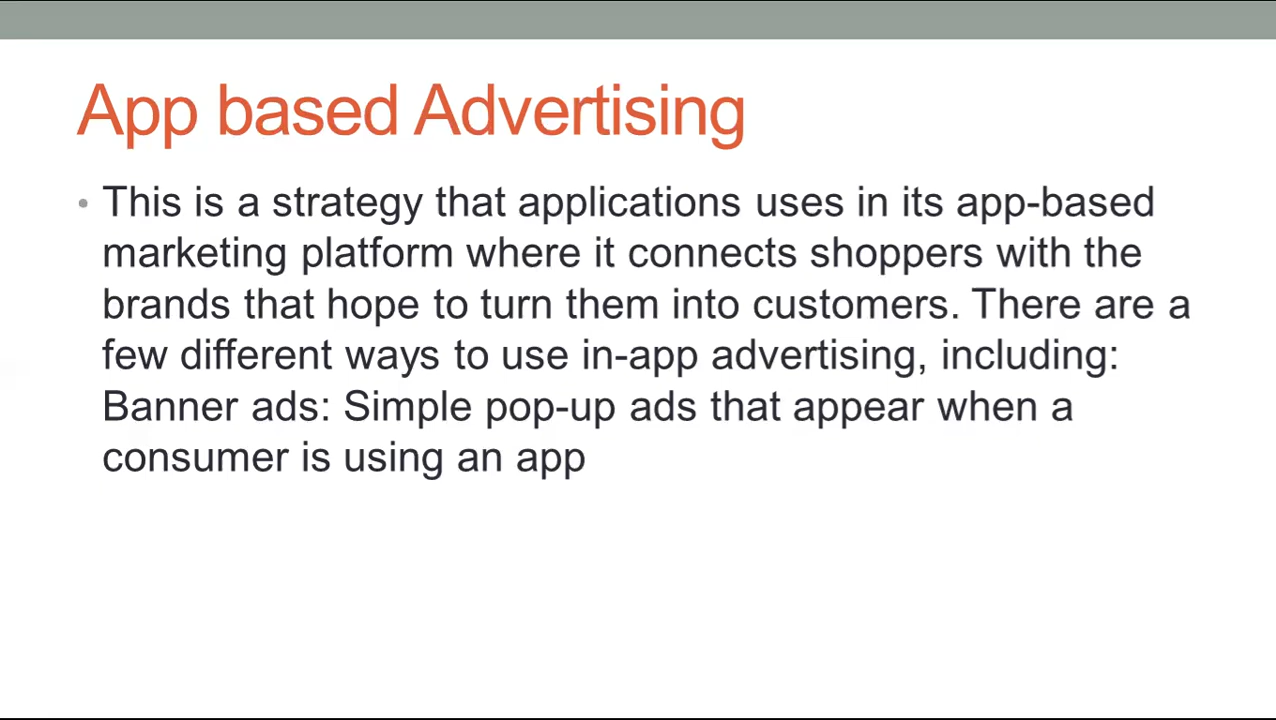 App based Advertising
• This is a strategy that applications uses in its app-based
marketing platform where it connects shoppers with the
brands that hope to turn them into customers. There are a
few different ways to use in-app advertising, including:
Banner ads: Simple pop-up ads that appear when a
consumer is using an app